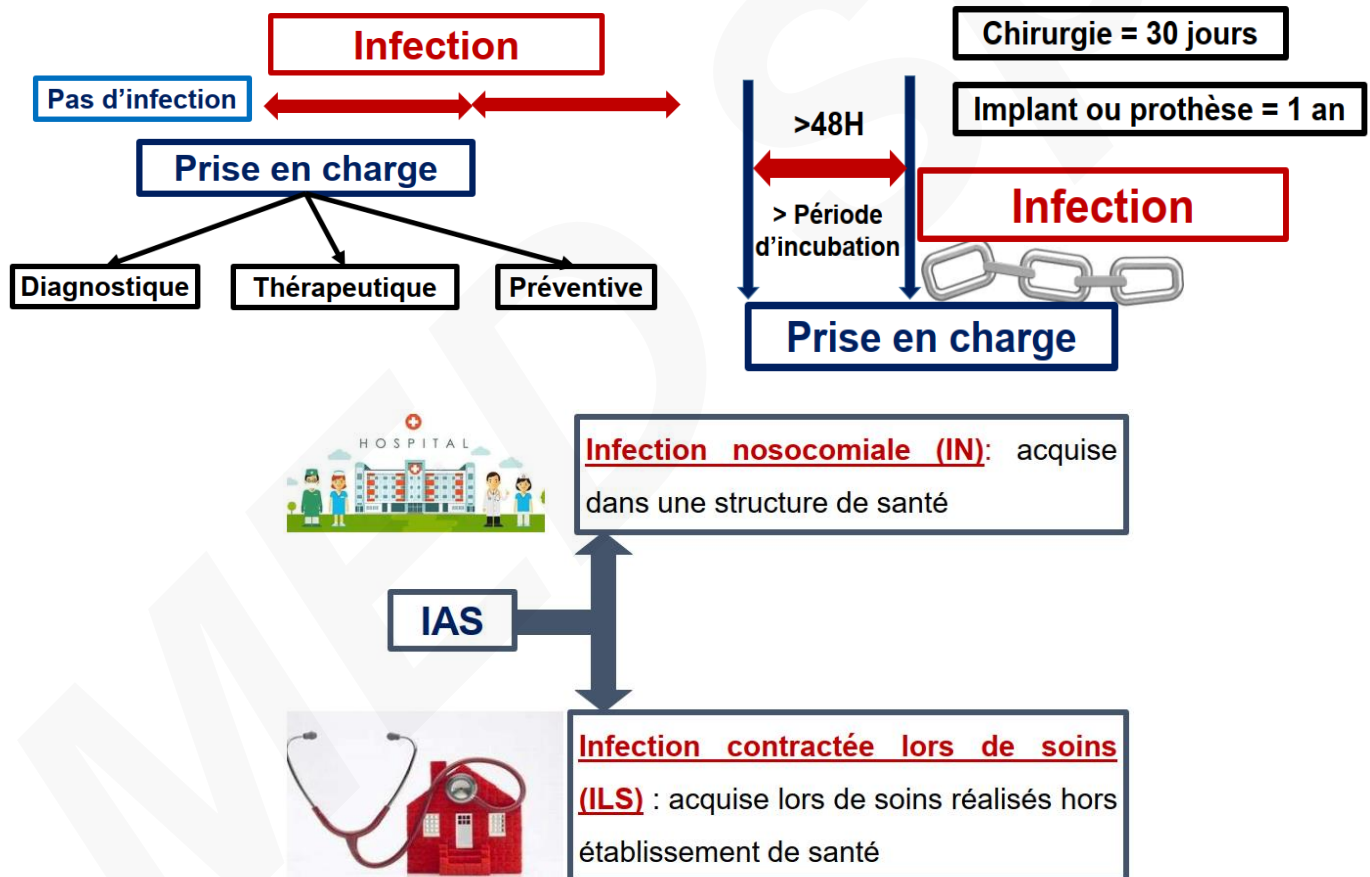 Infection
Pas d'infection
Prise en charge
Diagnostique
Thérapeutique
Préventive
Chirurgie = 30 jours
Implant ou prothèse = 1 an
>48H
> Période
d'incubation
Infection
Prise en charge
HOSPITAL
Infection nosocomiale (IN): acquise
dans une structure de santé
IAS
Infection contractée lors de soins
(ILS) : acquise lors de soins réalisés hors
établissement de santé